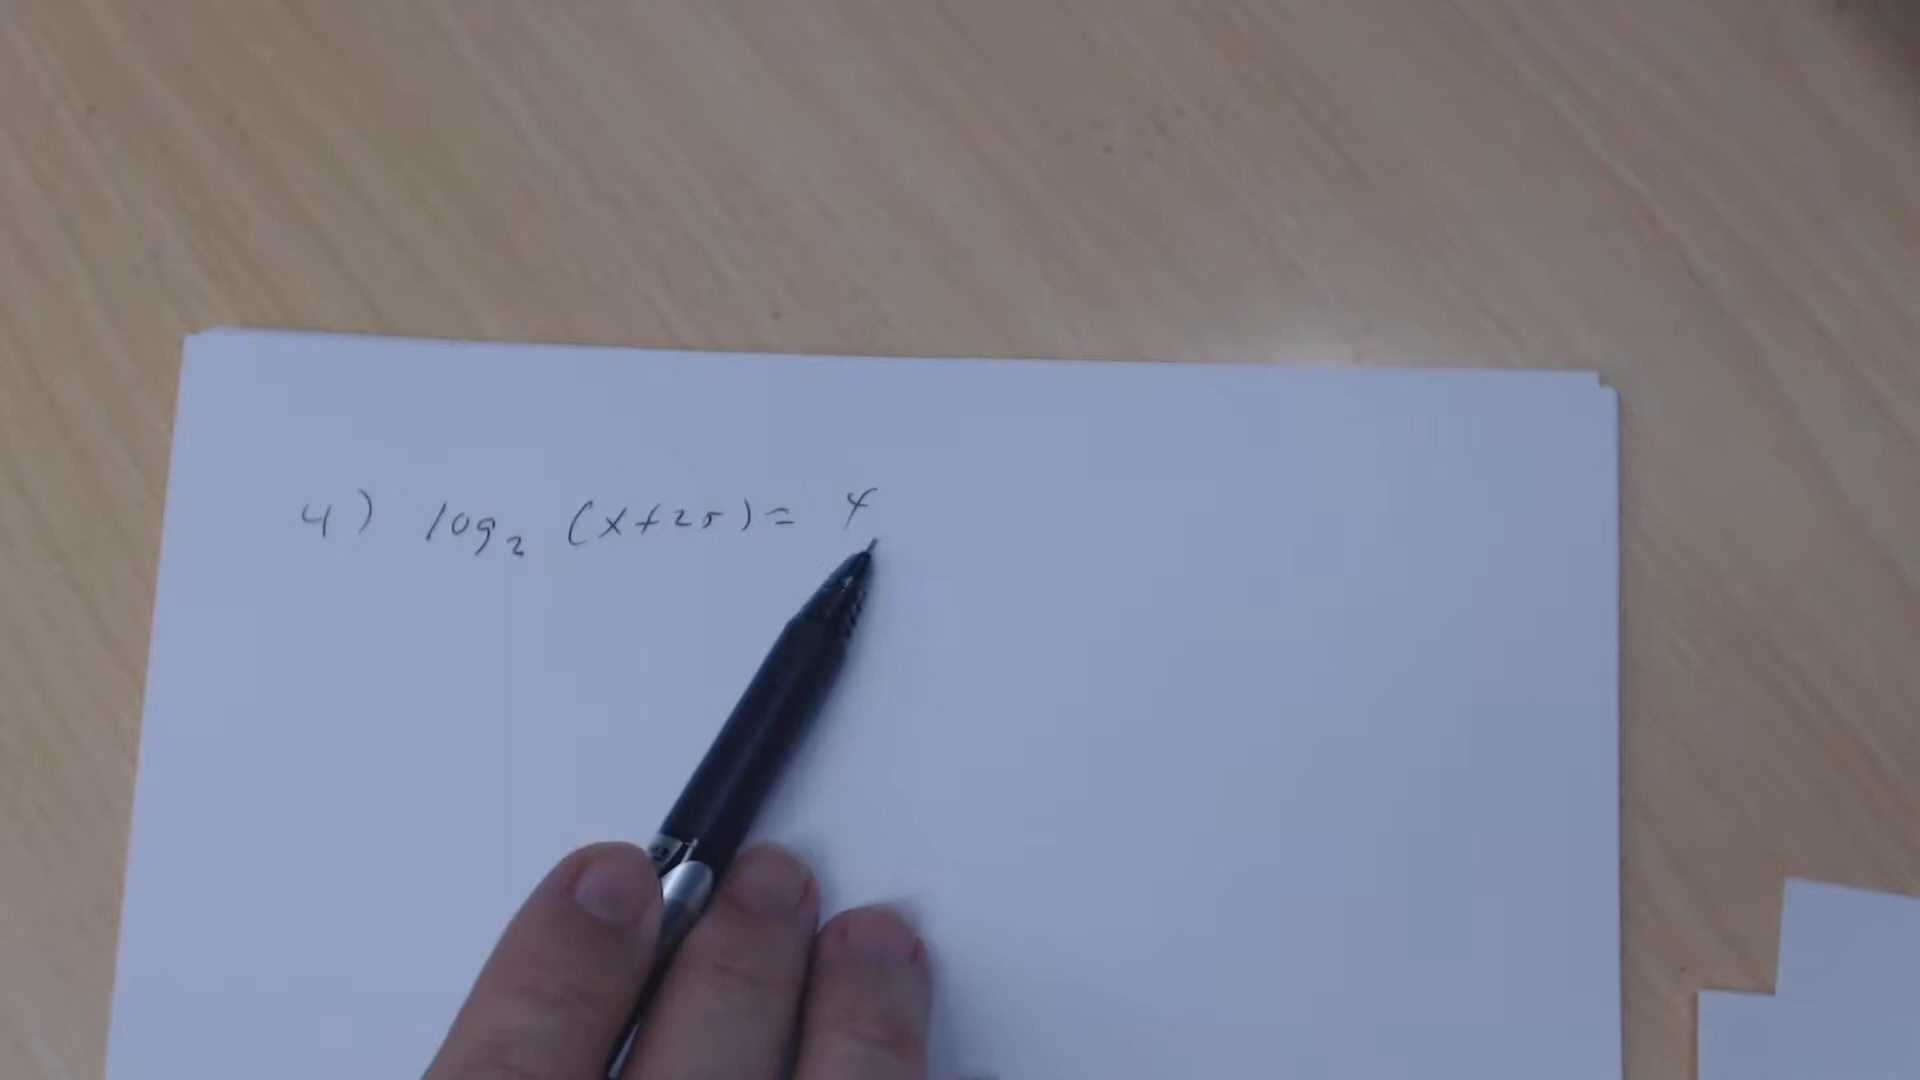 4) log₂ (x+25) = 4